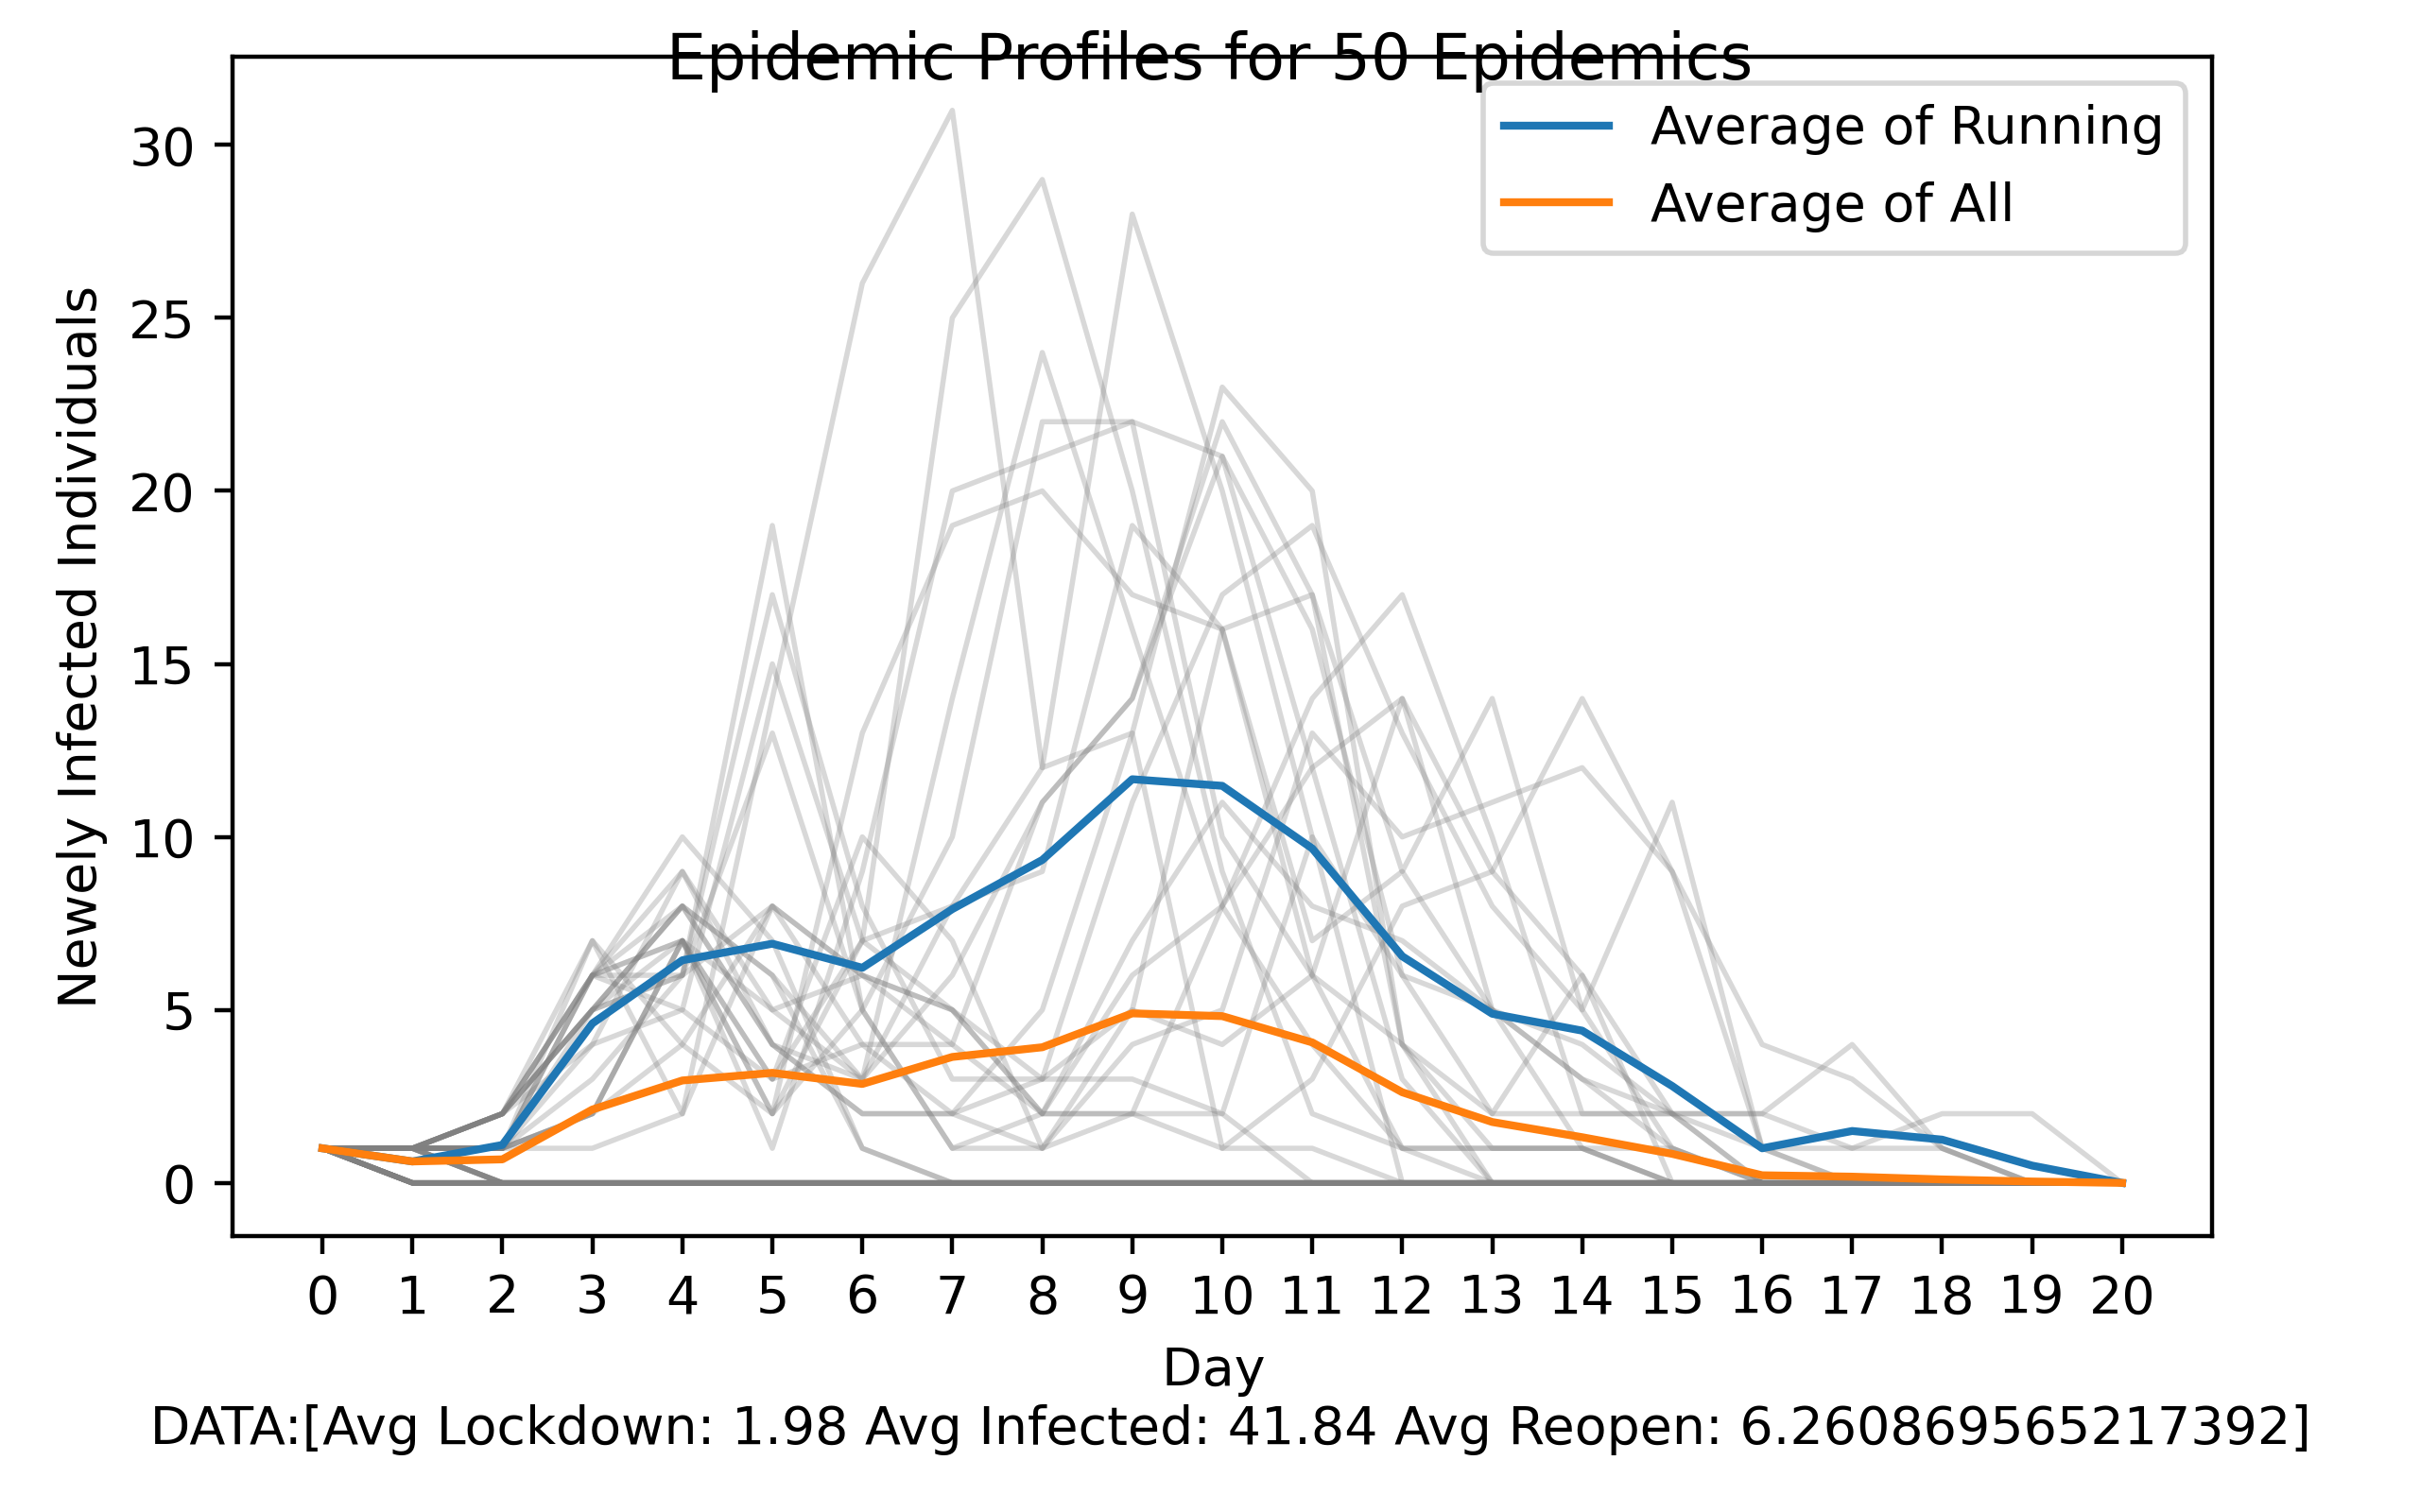 Epidemic Profiles for 50 Epidemics
Average of Running
Average of All
Newly Infected Individuals
30
25
20
15
10
5
0
0 1 2 3 4 5 6 7 8 9 10 11 12 13 14 15 16 17 18 19 20
Day
DATA:[Avg Lockdown: 1.98 Avg Infected: 41.84 Avg Reopen: 6.260869565217392]